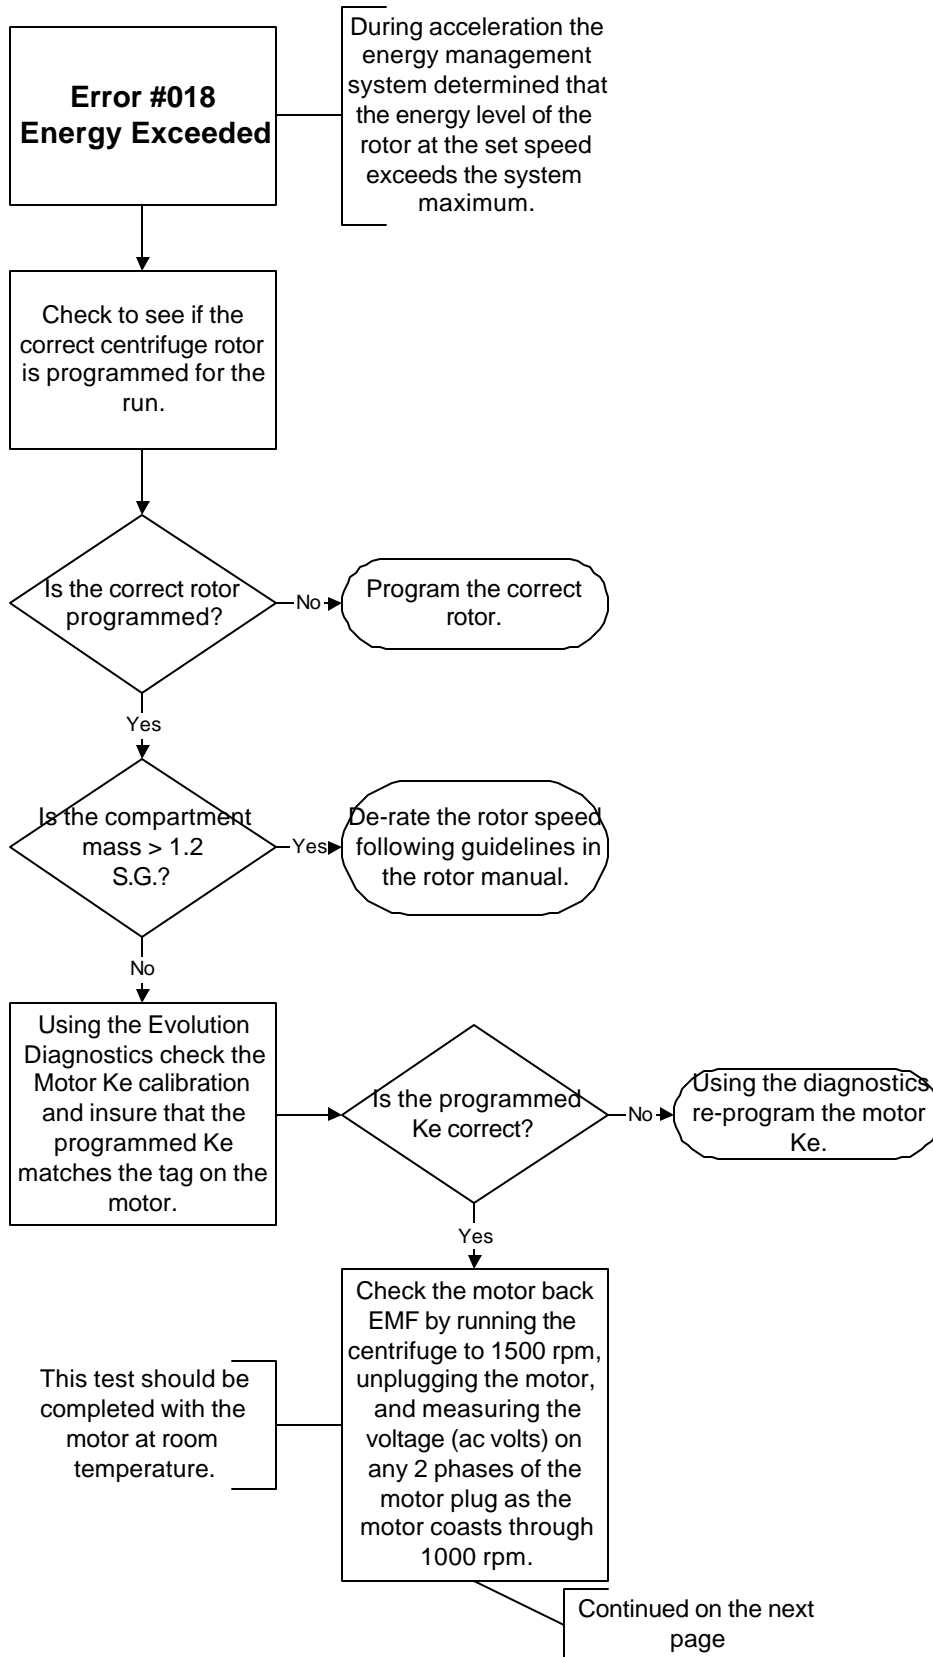 Error #018
Energy Exceeded
During acceleration the
energy management
system determined that
the energy level of the
rotor at the set speed
exceeds the system
maximum.
Check to see if the
correct centrifuge rotor
is programmed for the
run.
Is the correct rotor
programmed?
No
Program the correct
rotor.
Yes
Is the compartment
mass > 1.2
S.G.?
Yes
De-rate the rotor speed
following guidelines in
the rotor manual.
No
Using the Evolution
Diagnostics check the
Motor Ke calibration
and insure that the
programmed Ke
matches the tag on the
motor.
Is the programmed
Ke correct?
No
Using the diagnostics
re-program the motor
Ke.
Yes
Check the motor back
EMF by running the
centrifuge to 1500 rpm,
unplugging the motor,
and measuring the
voltage (ac volts) on
any 2 phases of the
motor plug as the
motor coasts through
1000 rpm.
This test should be
completed with the
motor at room
temperature.
Continued on the next
page